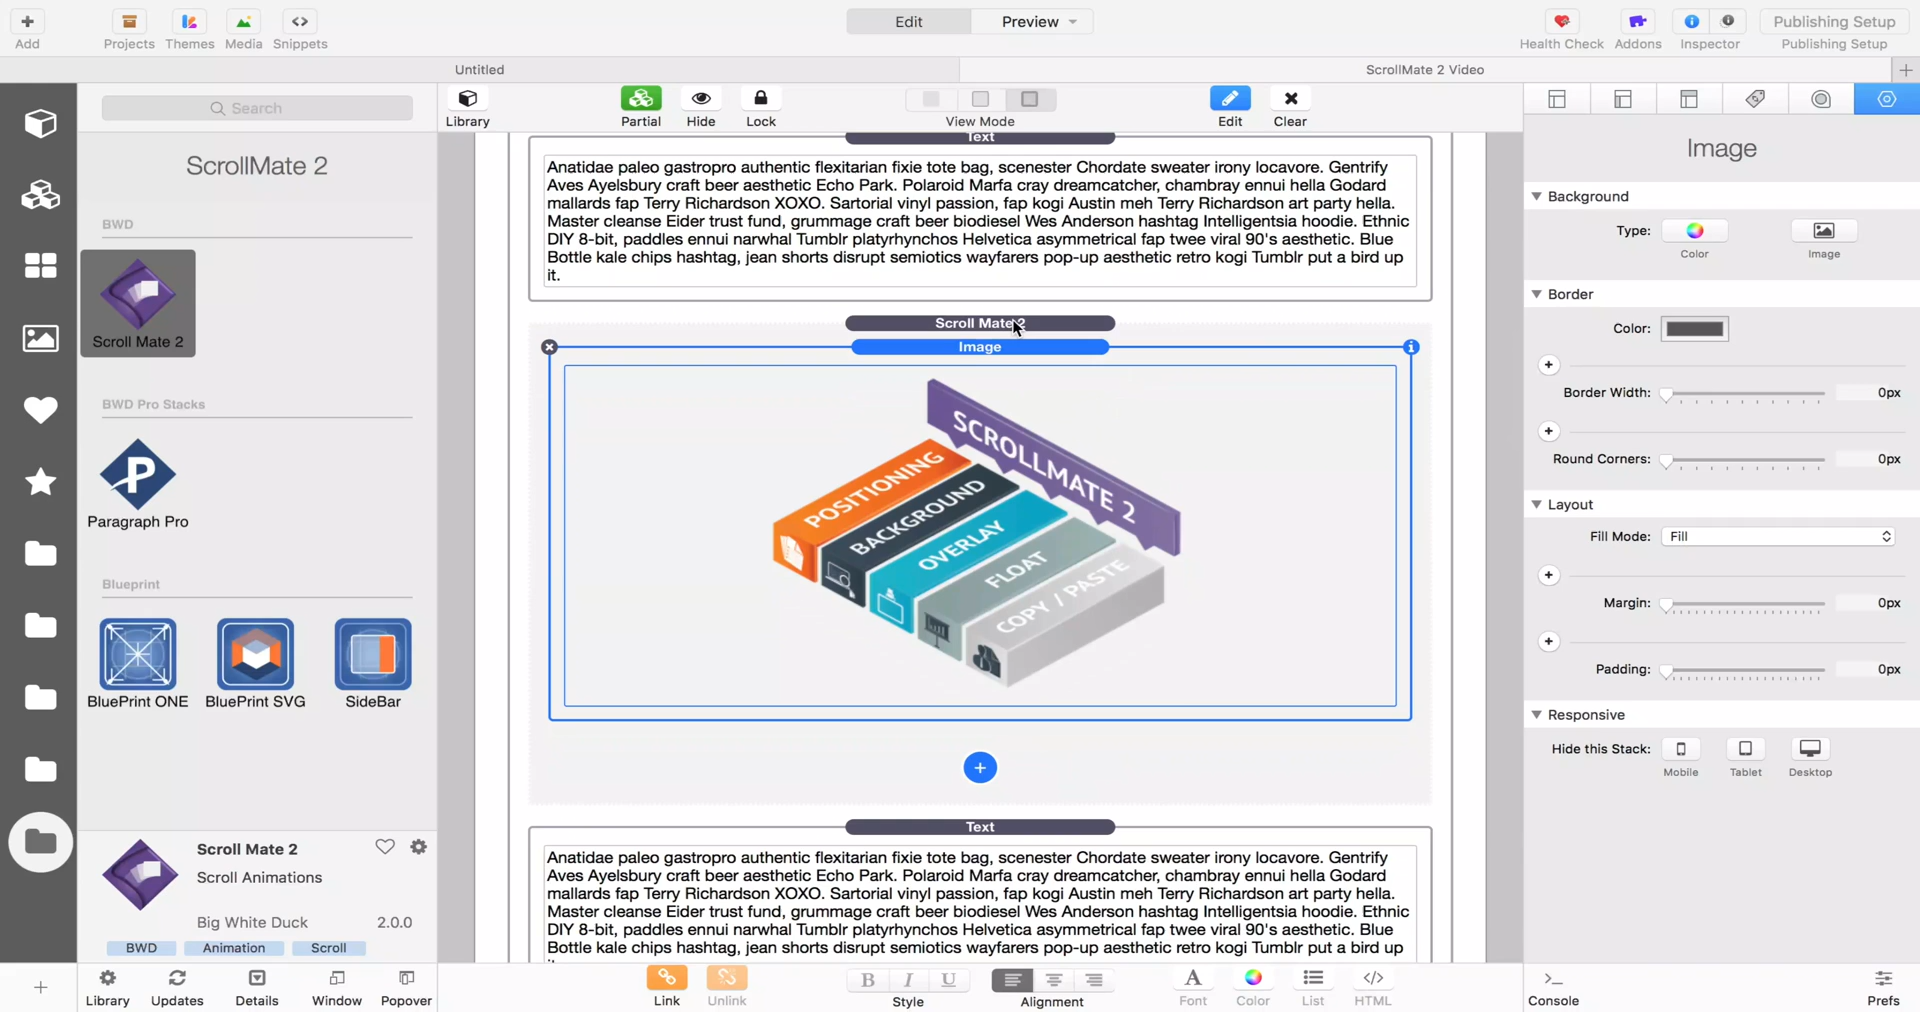 Add
Projects
Themes
Media
Snippets
Edit
Preview
Health Check
Addons
Inspector
Publishing Setup
Publishing Setup
Untitled
ScrollMate 2 Video
Search
Library
Partial
Hide
Lock
View Mode
Edit
Clear
ScrollMate 2
BWD
Scroll Mate 2
BWD Pro Stacks
Paragraph Pro
Blueprint
BluePrint ONE
BluePrint SVG
SideBar
Scroll Mate 2
Scroll Animations
Big White Duck
2.0.0
BWD
Animation
Scroll
Library
Updates
Details
Window
Popover
Text
Anatidae paleo gastropro authentic flexitarian fixie tote bag, scenester Chordate sweater irony locavore. Gentrify
Aves Ayelsbury craft beer aesthetic Echo Park. Polaroid Marfa cray dreamcatcher, chambray ennui hella Godard
mallards fap Terry Richardson XOXO. Sartorial vinyl passion, fap kogi Austin meh Terry Richardson art party hella.
Master cleanse Eider trust fund, grummage craft beer biodiesel Wes Anderson hashtag Intelligentsia hoodie. Ethnic
DIY 8-bit, paddles ennui narwhal Tumblr platyrhynchos Helvetica asymmetrical fap twee viral 90's aesthetic. Blue
Bottle kale chips hashtag, jean shorts disrupt semiotics wayfarers pop-up aesthetic retro kogi Tumblr put a bird up
it.
Scroll Mate 2
Image
SCROLLMATE 2
POSITIONING
BACKGROUND
OVERLAY
FLOAT
COPY / PASTE
Text
Anatidae paleo gastropro authentic flexitarian fixie tote bag, scenester Chordate sweater irony locavore. Gentrify
Aves Ayelsbury craft beer aesthetic Echo Park. Polaroid Marfa cray dreamcatcher, chambray ennui hella Godard
mallards fap Terry Richardson XOXO. Sartorial vinyl passion, fap kogi Austin meh Terry Richardson art party hella.
Master cleanse Eider trust fund, grummage craft beer biodiesel Wes Anderson hashtag Intelligentsia hoodie. Ethnic
DIY 8-bit, paddles ennui narwhal Tumblr platyrhynchos Helvetica asymmetrical fap twee viral 90's aesthetic. Blue
Bottle kale chips hashtag, jean shorts disrupt semiotics wayfarers pop-up aesthetic retro kogi Tumblr put a bird up
Link
Unlink
B I U
Style
Alignment
A
Font
Color
List
HTML
Image
Background
Type:
Color
Image
Border
Color:
Border Width: 0px
Round Corners: 0px
Layout
Fill Mode: Fill
Margin: 0px
Padding: 0px
Responsive
Hide this Stack:
Mobile
Tablet
Desktop
Console
Prefs